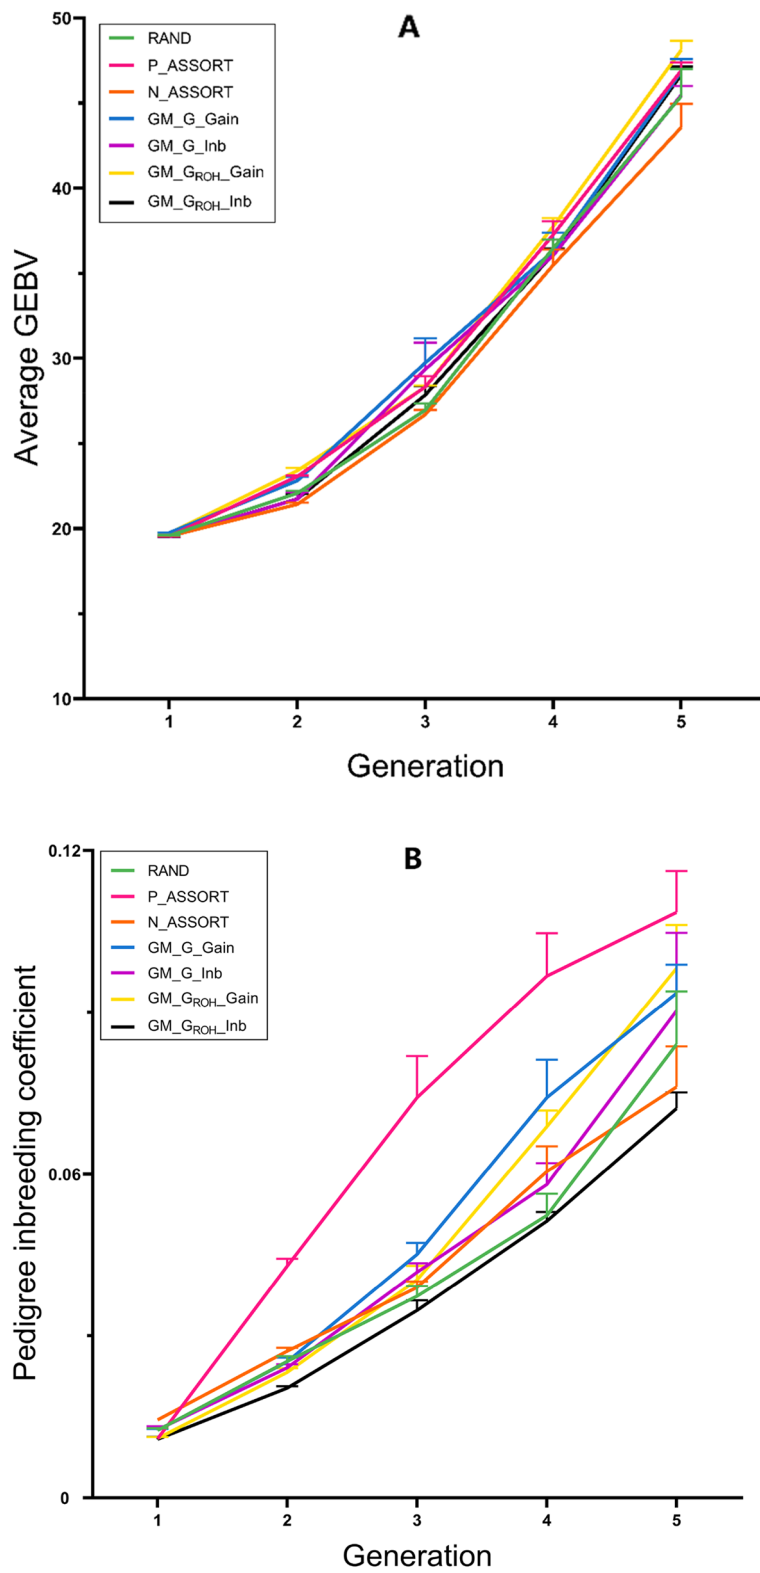 A
RAND
P_ASSORT
N_ASSORT
GM_G_Gain
GM_G_Inb
GM_GROH_Gain
GM_GROH_Inb
50
40
30
20
10
Average GEBV
1 2 3 4 5
Generation
B
RAND
P_ASSORT
N_ASSORT
GM_G_Gain
GM_G_Inb
GM_GROH_Gain
GM_GROH_Inb
0.12
0.06
0
Pedigree inbreeding coefficient
1 2 3 4 5
Generation